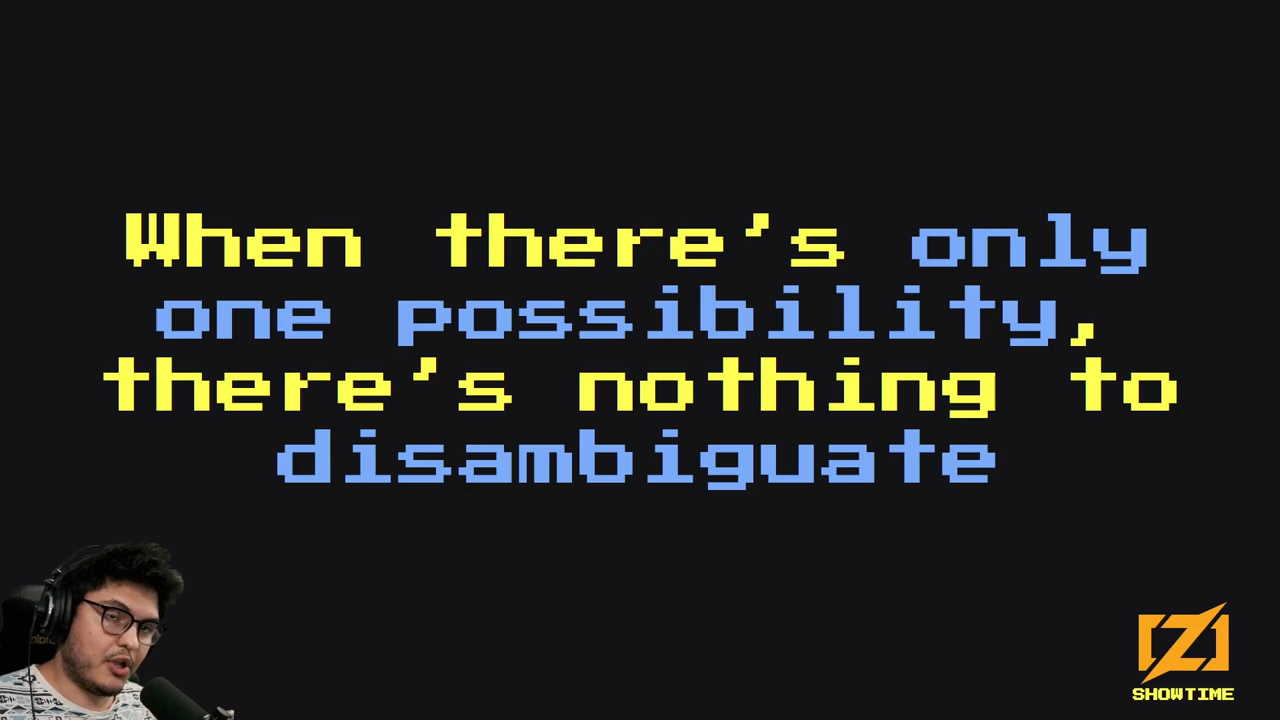 When there's only
one possibility,
there's nothing to
disambiguate
Z
SHOWTIME